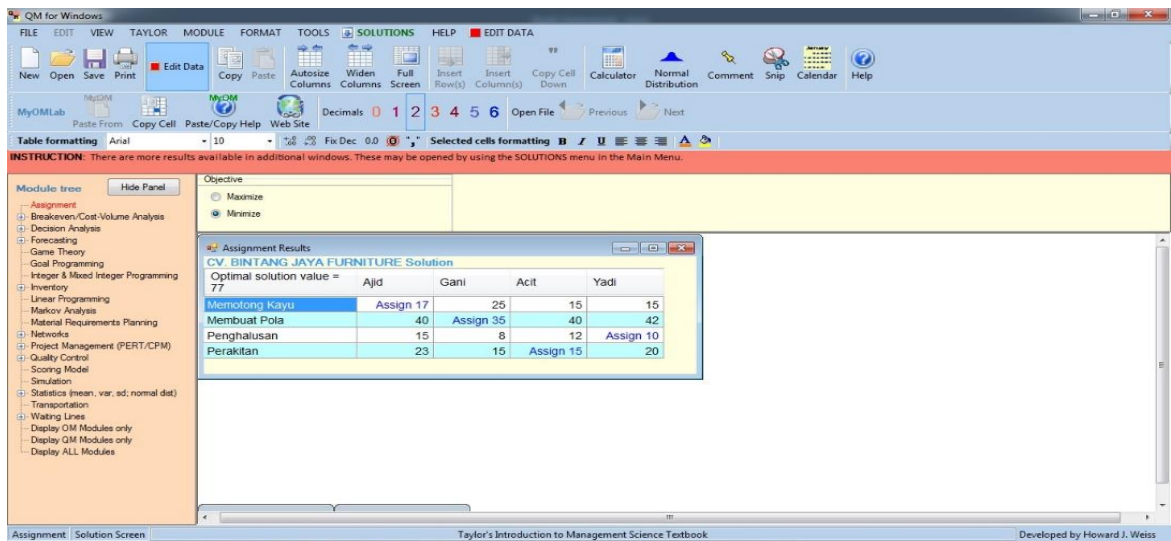 QM for Windows
FILE EDIT VIEW TAYLOR MODULE FORMAT TOOLS SOLUTIONS HELP EDIT DATA
New Open Save Print Edit Data Copy Paste Autosize Columns Widen Columns Full Screen Insert Row(s) Insert Column(s) Copy Cell Down Calculator Normal Distribution Comment Snip Calendar Help
MyOMLab Paste From Copy Cell Paste/Copy Help Web Site Decimals 0 1 2 3 4 5 6 Open File Previous Next
Table formatting Arial 10 Fix Dec 0.0 Selected cells formatting B I U A
INSTRUCTION: There are more results available in additional windows. These may be opened by using the SOLUTIONS menu in the Main Menu.
Module tree Hide Panel
Assignment
Breakeven/Cost-Volume Analysis
Decision Analysis
Forecasting
Game Theory
Goal Programming
Integer & Mixed Integer Programming
Inventory
Linear Programming
Markov Analysis
Material Requirements Planning
Networks
Project Management (PERT/CPM)
Quality Control
Scoring Model
Simulation
Statistics (mean, var, sd; normal dist)
Transportation
Waiting Lines
Display OM Modules only
Display QM Modules only
Display ALL Modules
Objective
Maximize
Minimize
Assignment Results
CV. BINTANG JAYA FURNITURE Solution
Optimal solution value = 77 Ajid Gani Acit Yadi
Memotong Kayu Assign 17 25 15 15
Membuat Pola 40 Assign 35 40 42
Penghalusan 15 8 12 Assign 10
Perakitan 23 15 Assign 15 20
Assignment Solution Screen Taylor's Introduction to Management Science Textbook Developed by Howard J. Weiss